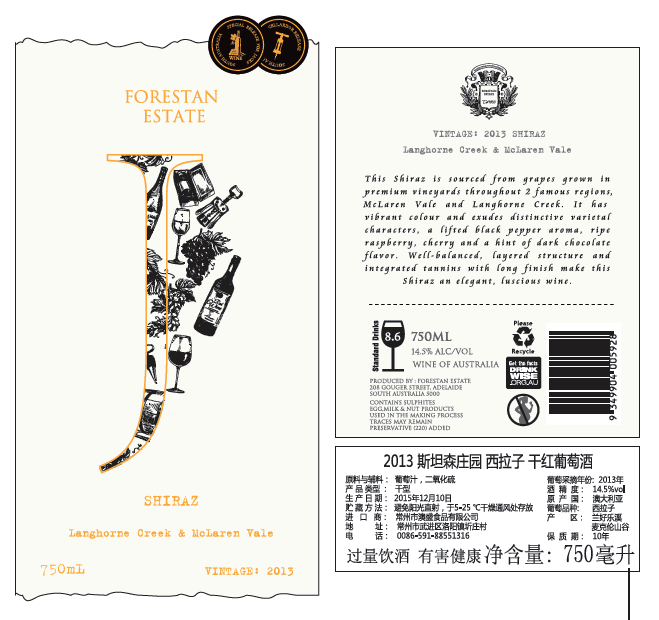 FORESTAN
ESTATE
SHIRAZ
Langhorne Creek & McLaren Vale
750mL
VINTAGE: 2013
VINTAGE: 2013 SHIRAZ
Langhorne Creek & McLaren Vale
This Shiraz is sourced from grapes grown in
premium vineyards throughout 2 famous regions,
McLaren Vale and Langhorne Creek. It has
vibrant colour and exudes distinctive varietal
characters, a lifted black pepper aroma, ripe
raspberry, cherry and a hint of dark chocolate
flavor. Well-balanced, layered structure and
integrated tannins with long finish make this
Shiraz an elegant, luscious wine.
Standard Drinks
8.6
750ML
14.5% ALC/VOL
WINE OF AUSTRALIA
PRODUCED BY : FORESTAN ESTATE
208 GOUGER STREET, ADELAIDE
SOUTH AUSTRALIA 5000
CONTAINS SULPHITES
EGG,MILK & NUT PRODUCTS
USED IN THE MAKING PROCESS
TRACES MAY REMAIN
PRESERVATIVE (220) ADDED
Please
Recycle
Get the facts
DRINK
WISE
.ORG.AU
9 349904 005928
2013 斯坦森庄园 西拉子 干红葡萄酒
原料与辅料： 葡萄汁，二氧化硫
产 品 类 型 ： 干型
生 产 日 期 ： 2015年12月10日
贮 藏 方 法 ： 避免阳光直射，于5-25 ℃干燥通风处存放
进 口 商： 常州市澳盛食品有限公司
地 址： 常州市武进区洛阳镇圻庄村
电 话： 0086-591-88551316
葡萄采摘年份: 2013年
酒 精 度： 14.5%vol
原 产 国： 澳大利亚
葡萄品种： 西拉子
产 区： 兰好乐溪
麦克伦山谷
保 质 期： 10年
过量饮酒 有害健康 净含量：750毫升